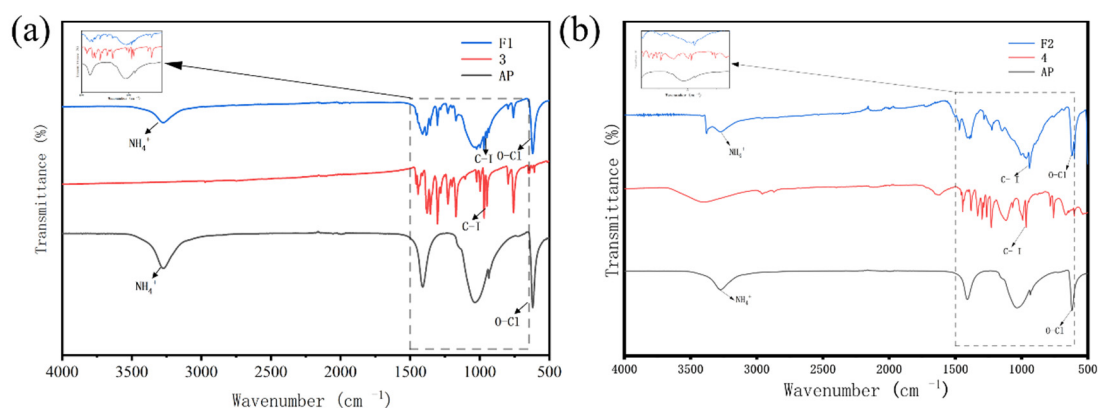 (a)
F1
3
AP
NH₄⁺
C-I
O-Cl
C-I
NH₄⁺
O-Cl
Transmittance (%)
4000 3500 3000 2500 2000 1500 1000 500
Wavenumber (cm ⁻¹)
(b)
F2
4
AP
NH₄⁺
C- I
O-Cl
C- I
NH₄⁺
O-Cl
Transmittance (%)
4000 3500 3000 2500 2000 1500 1000 500
Wavenumber (cm ⁻¹)